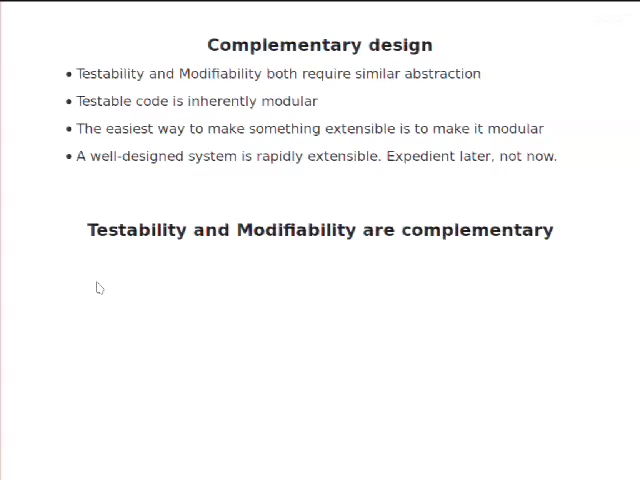 Complementary design
• Testability and Modifiability both require similar abstraction
• Testable code is inherently modular
• The easiest way to make something extensible is to make it modular
• A well-designed system is rapidly extensible. Expedient later, not now.
Testability and Modifiability are complementary